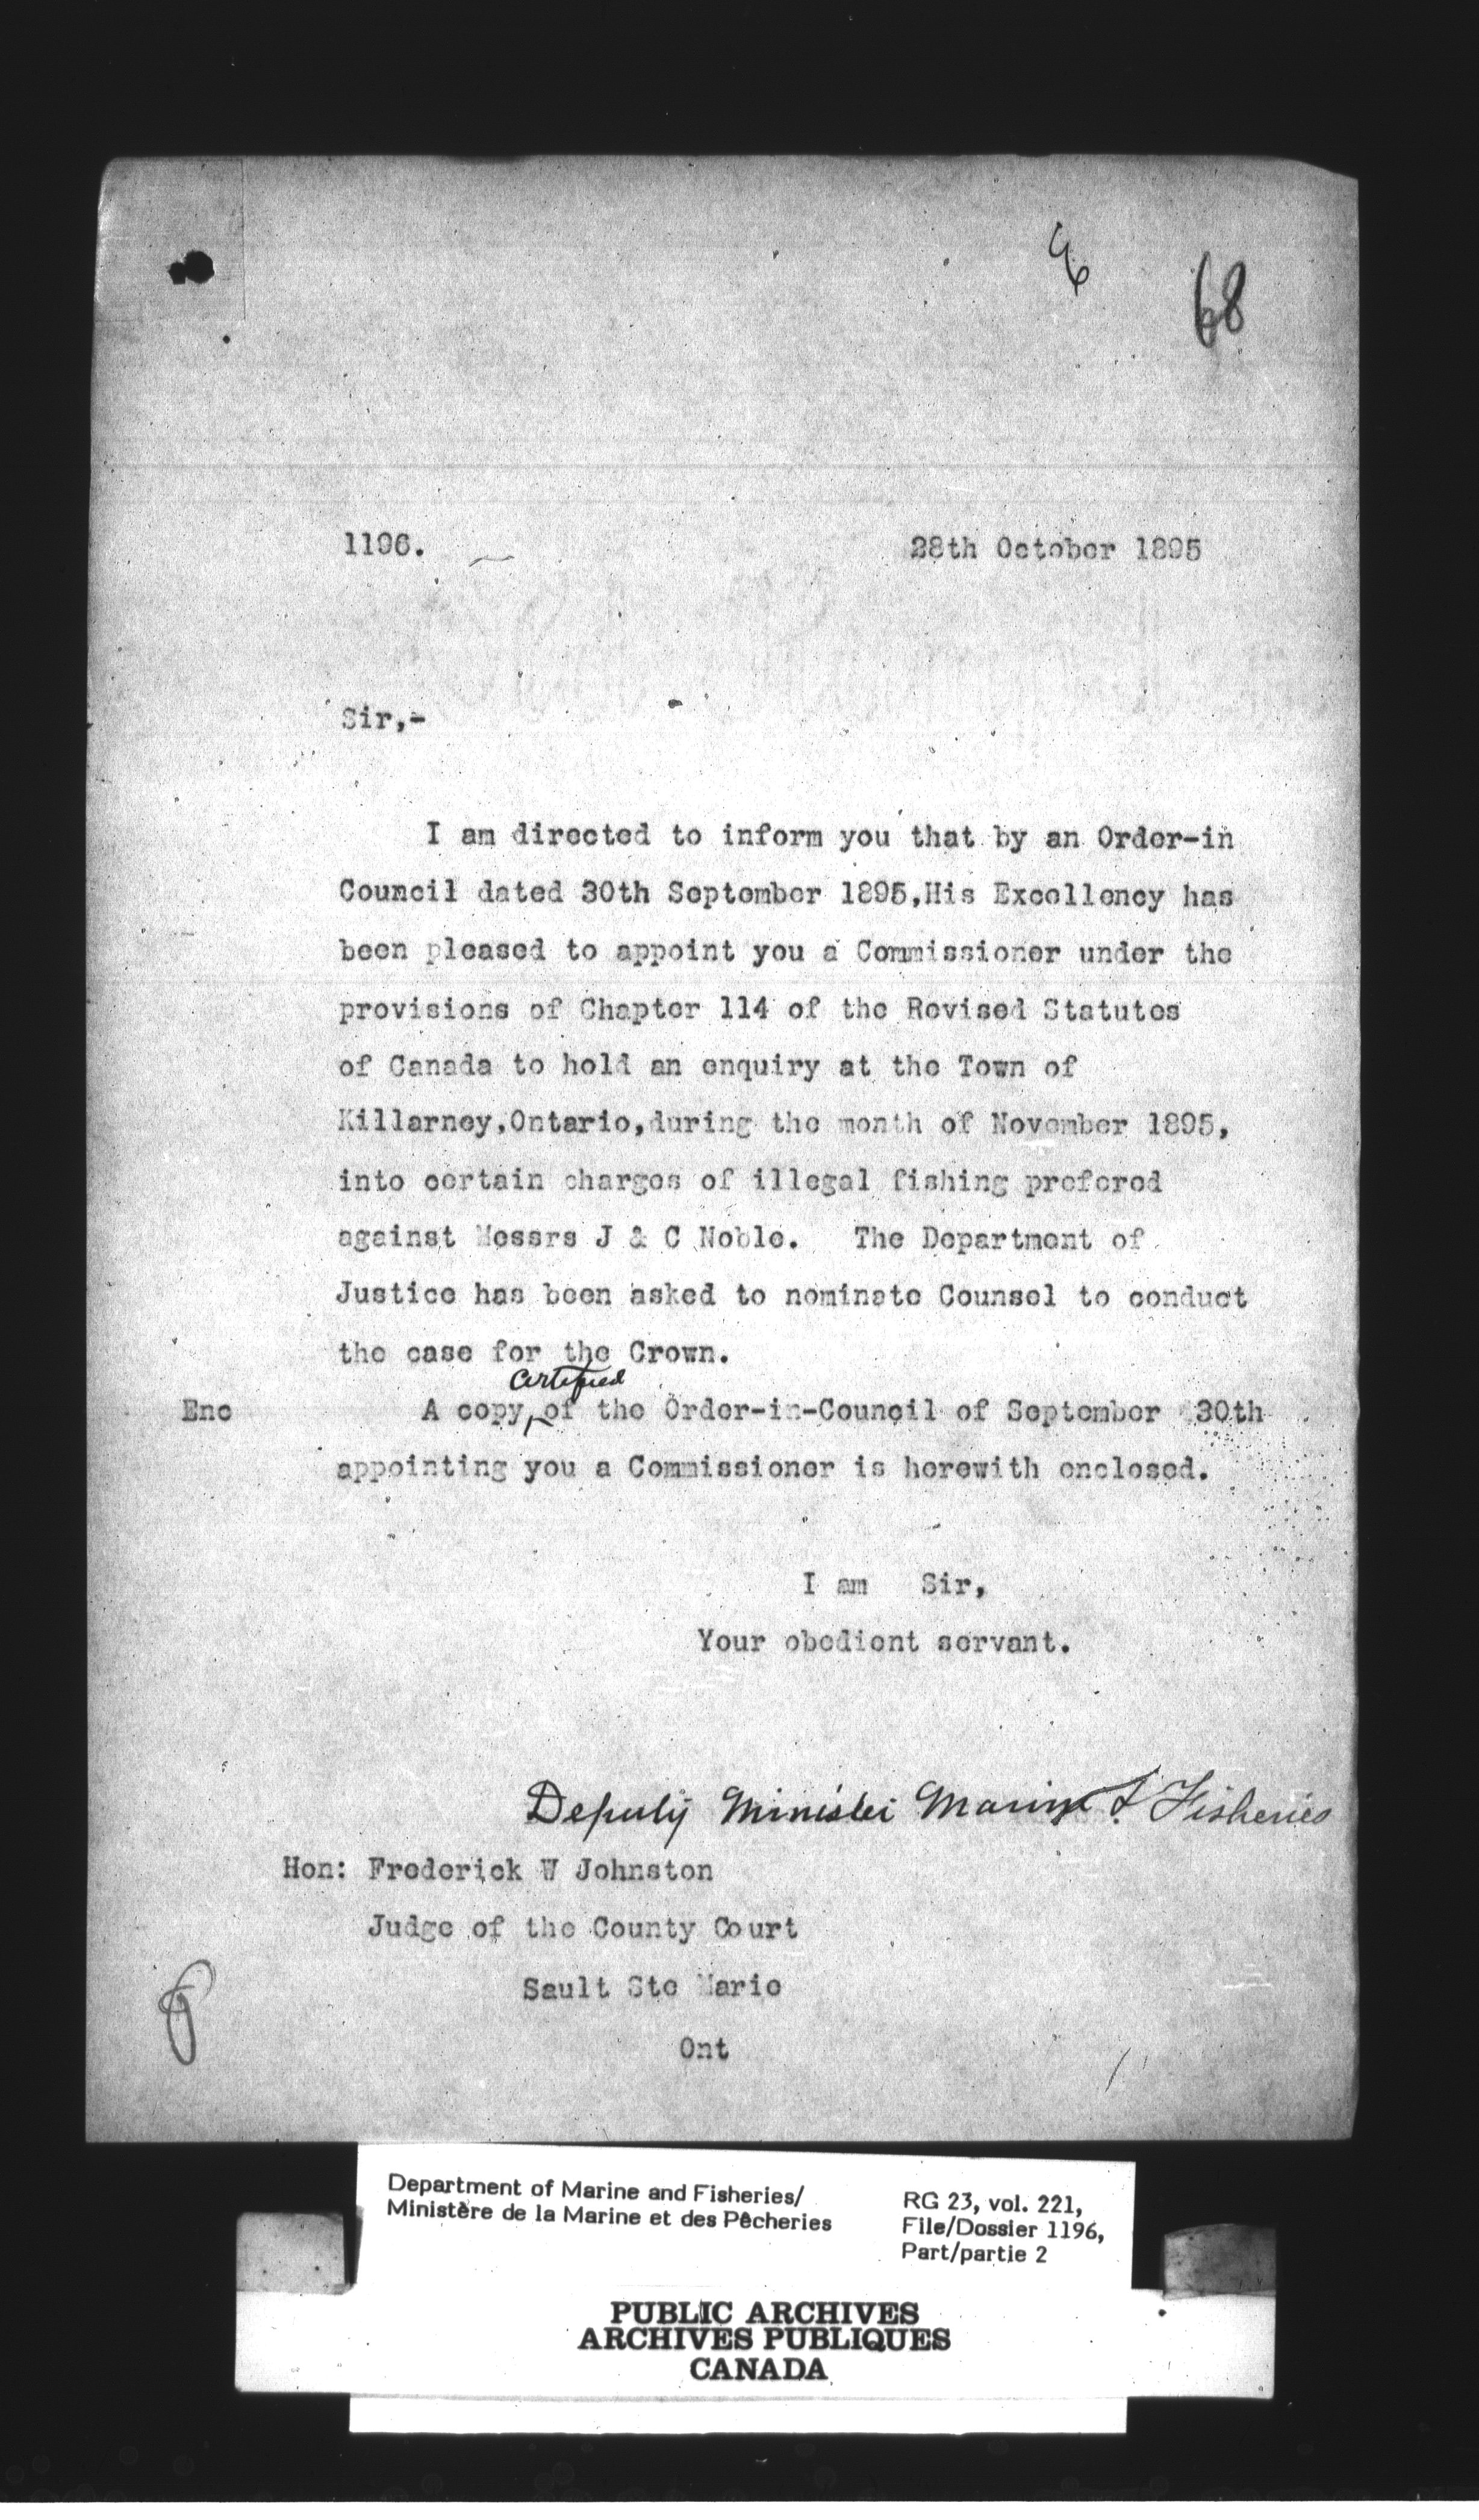 68
1196.
28th October 1895
Sir,-
I am directed to inform you that by an Order-in
Council dated 30th September 1895,His Excellency has
been pleased to appoint you a Commissioner under the
provisions of Chapter 114 of the Revised Statutes
of Canada to hold an enquiry at the Town of
Killarney,Ontario,during the month of November 1895,
into certain charges of illegal fishing prefered
against Messrs J & C Noble. The Department of
Justice has been asked to nominate Counsel to conduct
the case for the Crown.
certified
Enc A copy of the Order-in-Council of September 30th
appointing you a Commissioner is herewith enclosed.
I am Sir,
Your obedient servant.
Deputy Minister Marine & Fisheries
Hon: Frederick W Johnston
Judge of the County Court
Sault Ste Marie
Ont
Department of Marine and Fisheries/
Ministère de la Marine et des Pêcheries
RG 23, vol. 221,
File/Dossier 1196,
Part/partie 2
PUBLIC ARCHIVES
ARCHIVES PUBLIQUES
CANADA